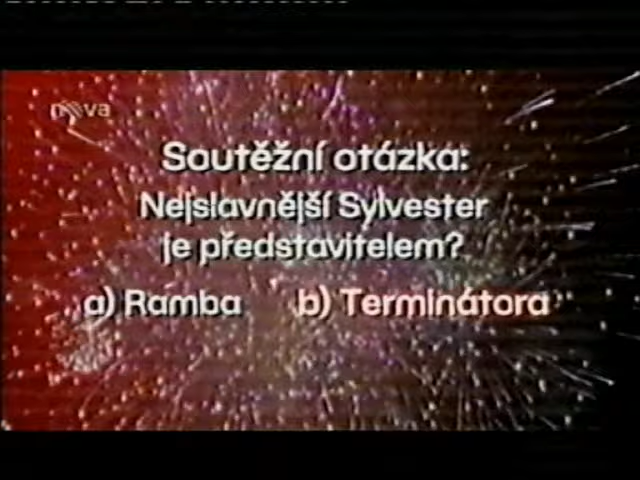 nova
Soutěžní otázka:
Nejslavnější Sylvester
je představitelem?
a) Ramba b) Terminátora